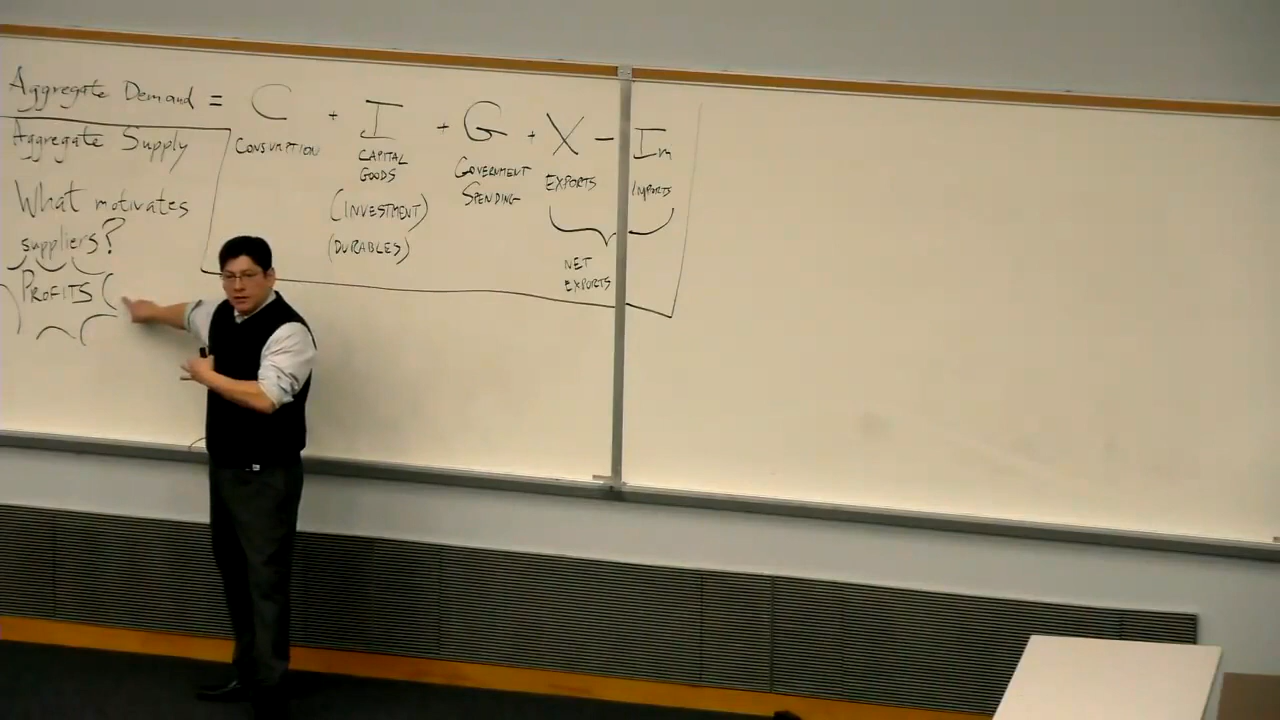 Aggregate Demand = C + I + G + X - Im
CONSUMPTION
CAPITAL
GOODS
(INVESTMENT)
(DURABLES)
GOVERNMENT
SPENDING
EXPORTS
IMPORTS
NET
EXPORTS
Aggregate Supply
What motivates
suppliers?
PROFITS